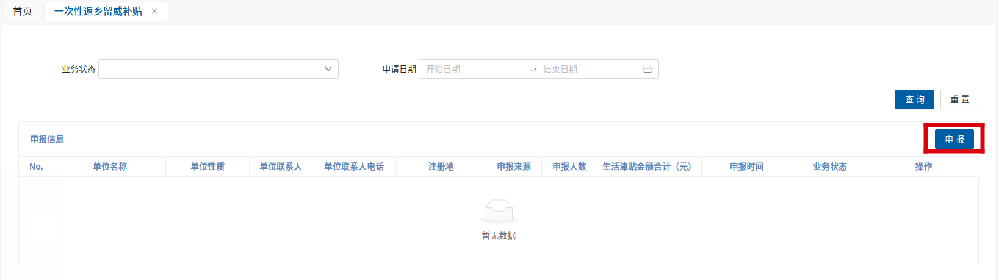 首页 一次性返乡留威补贴
业务状态 申请日期 开始日期 结束日期
查询 重置
申报信息 申报
No. 单位名称 单位性质 单位联系人 单位联系人电话 注册地 申报来源 申报人数 生活津贴金额合计（元） 申报时间 业务状态 操作
暂无数据